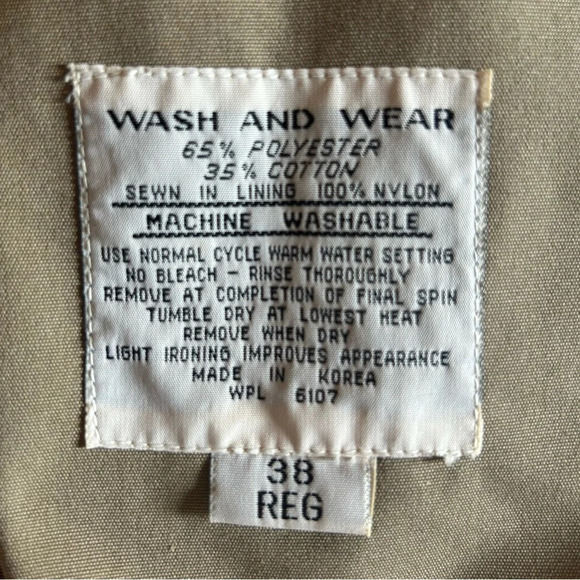 WASH AND WEAR
65% POLYESTER
35% COTTON
SEWN IN LINING 100% NYLON
MACHINE WASHABLE
USE NORMAL CYCLE WARM WATER SETTING
NO BLEACH - RINSE THOROUGHLY
REMOVE AT COMPLETION OF FINAL SPIN
TUMBLE DRY AT LOWEST HEAT
REMOVE WHEN DRY
LIGHT IRONING IMPROVES APPEARANCE
MADE IN KOREA
WPL 6107
38
REG